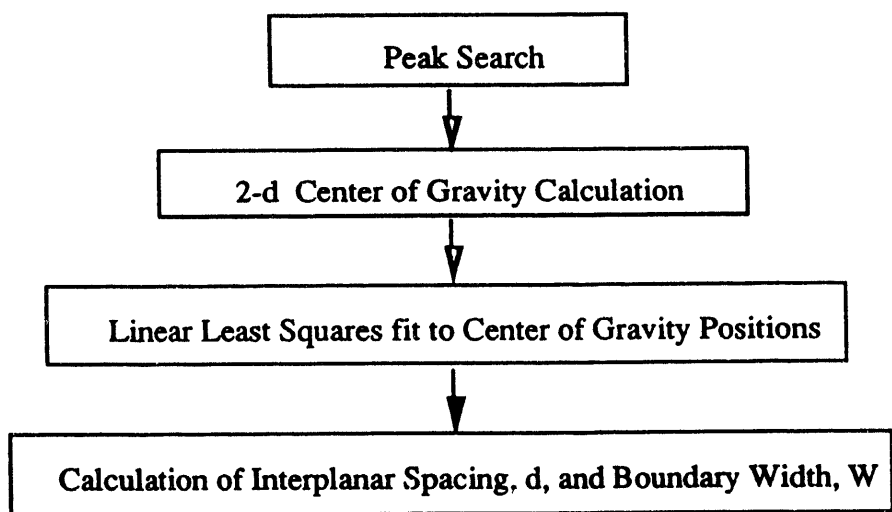 Peak Search
2-d Center of Gravity Calculation
Linear Least Squares fit to Center of Gravity Positions
Calculation of Interplanar Spacing, d, and Boundary Width, W